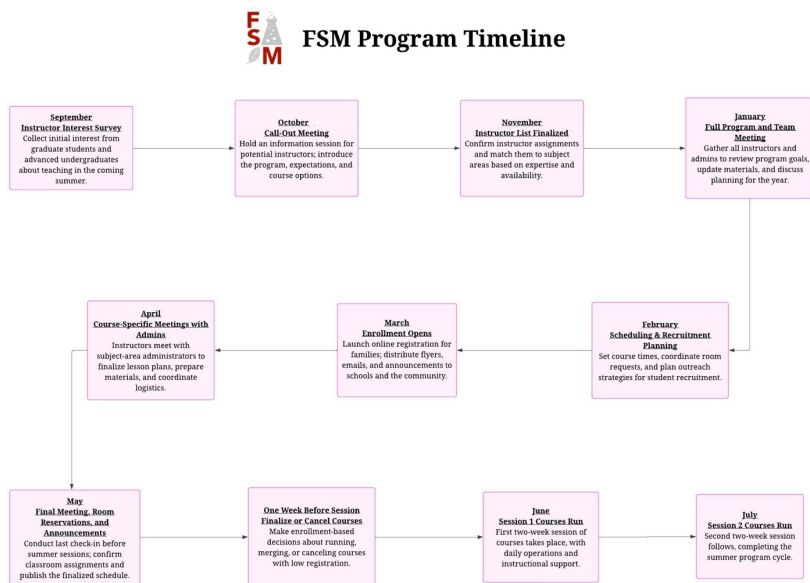 F
S
M
FSM Program Timeline
September
Instructor Interest Survey
Collect initial interest from
graduate students and
advanced undergraduates
about teaching in the coming
summer.
October
Call-Out Meeting
Hold an information session for
potential instructors; introduce
the program, expectations, and
course options.
November
Instructor List Finalized
Confirm instructor assignments
and match them to subject
areas based on expertise and
availability.
January
Full Program and Team
Meeting
Gather all instructors and
admins to review program goals,
update materials, and discuss
planning for the year.
February
Scheduling & Recruitment
Planning
Set course times, coordinate room
requests, and plan outreach
strategies for student recruitment.
March
Enrollment Opens
Launch online registration for
families; distribute flyers,
emails, and announcements to
schools and the community.
April
Course-Specific Meetings with
Admins
Instructors meet with
subject-area administrators to
finalize lesson plans, prepare
materials, and coordinate
logistics.
May
Final Meeting, Room
Reservations, and
Announcements
Conduct last check-in before
summer sessions; confirm
classroom assignments and
publish the finalized schedule.
One Week Before Session
Finalize or Cancel Courses
Make enrollment-based
decisions about running,
merging, or canceling courses
with low registration.
June
Session 1 Courses Run
First two-week session of
courses takes place, with
daily operations and
instructional support.
July
Session 2 Courses Run
Second two-week session
follows, completing the
summer program cycle.